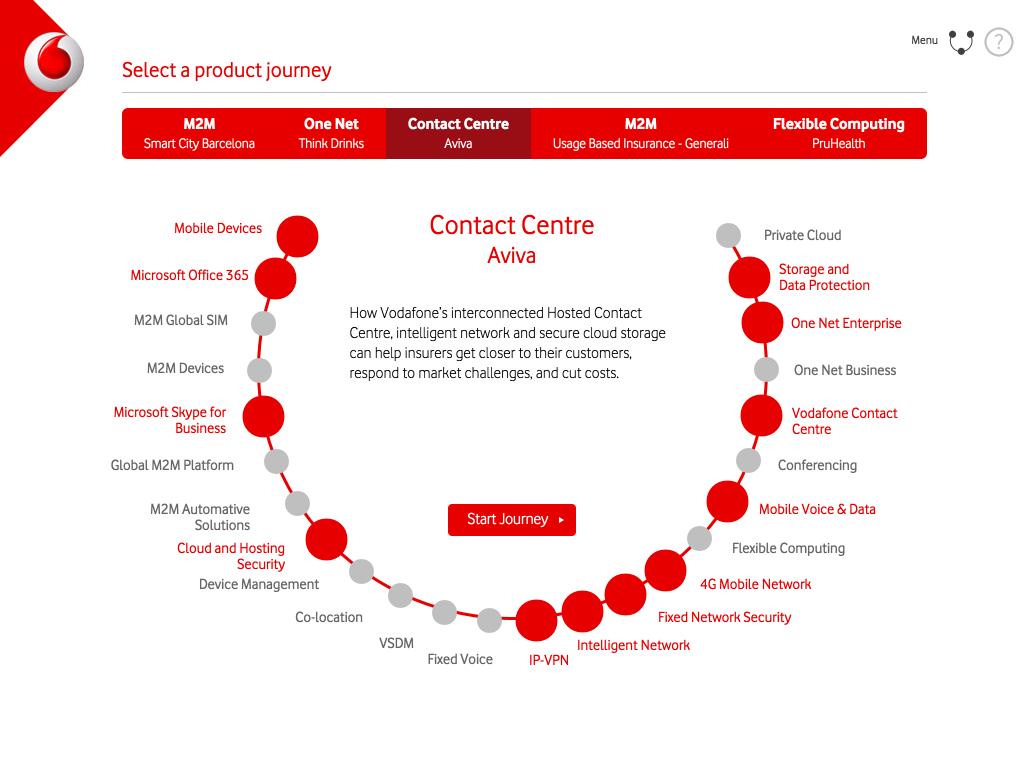 Menu
?
Select a product journey
M2M
Smart City Barcelona
One Net
Think Drinks
Contact Centre
Aviva
M2M
Usage Based Insurance - Generali
Flexible Computing
PruHealth
Contact Centre
Aviva
How Vodafone's interconnected Hosted Contact
Centre, intelligent network and secure cloud storage
can help insurers get closer to their customers,
respond to market challenges, and cut costs.
Start Journey
Mobile Devices
Microsoft Office 365
M2M Global SIM
M2M Devices
Microsoft Skype for
Business
Global M2M Platform
M2M Automative
Solutions
Cloud and Hosting
Security
Device Management
Co-location
VSDM
Fixed Voice
IP-VPN
Intelligent Network
Fixed Network Security
4G Mobile Network
Flexible Computing
Mobile Voice & Data
Conferencing
Vodafone Contact
Centre
One Net Business
One Net Enterprise
Storage and
Data Protection
Private Cloud